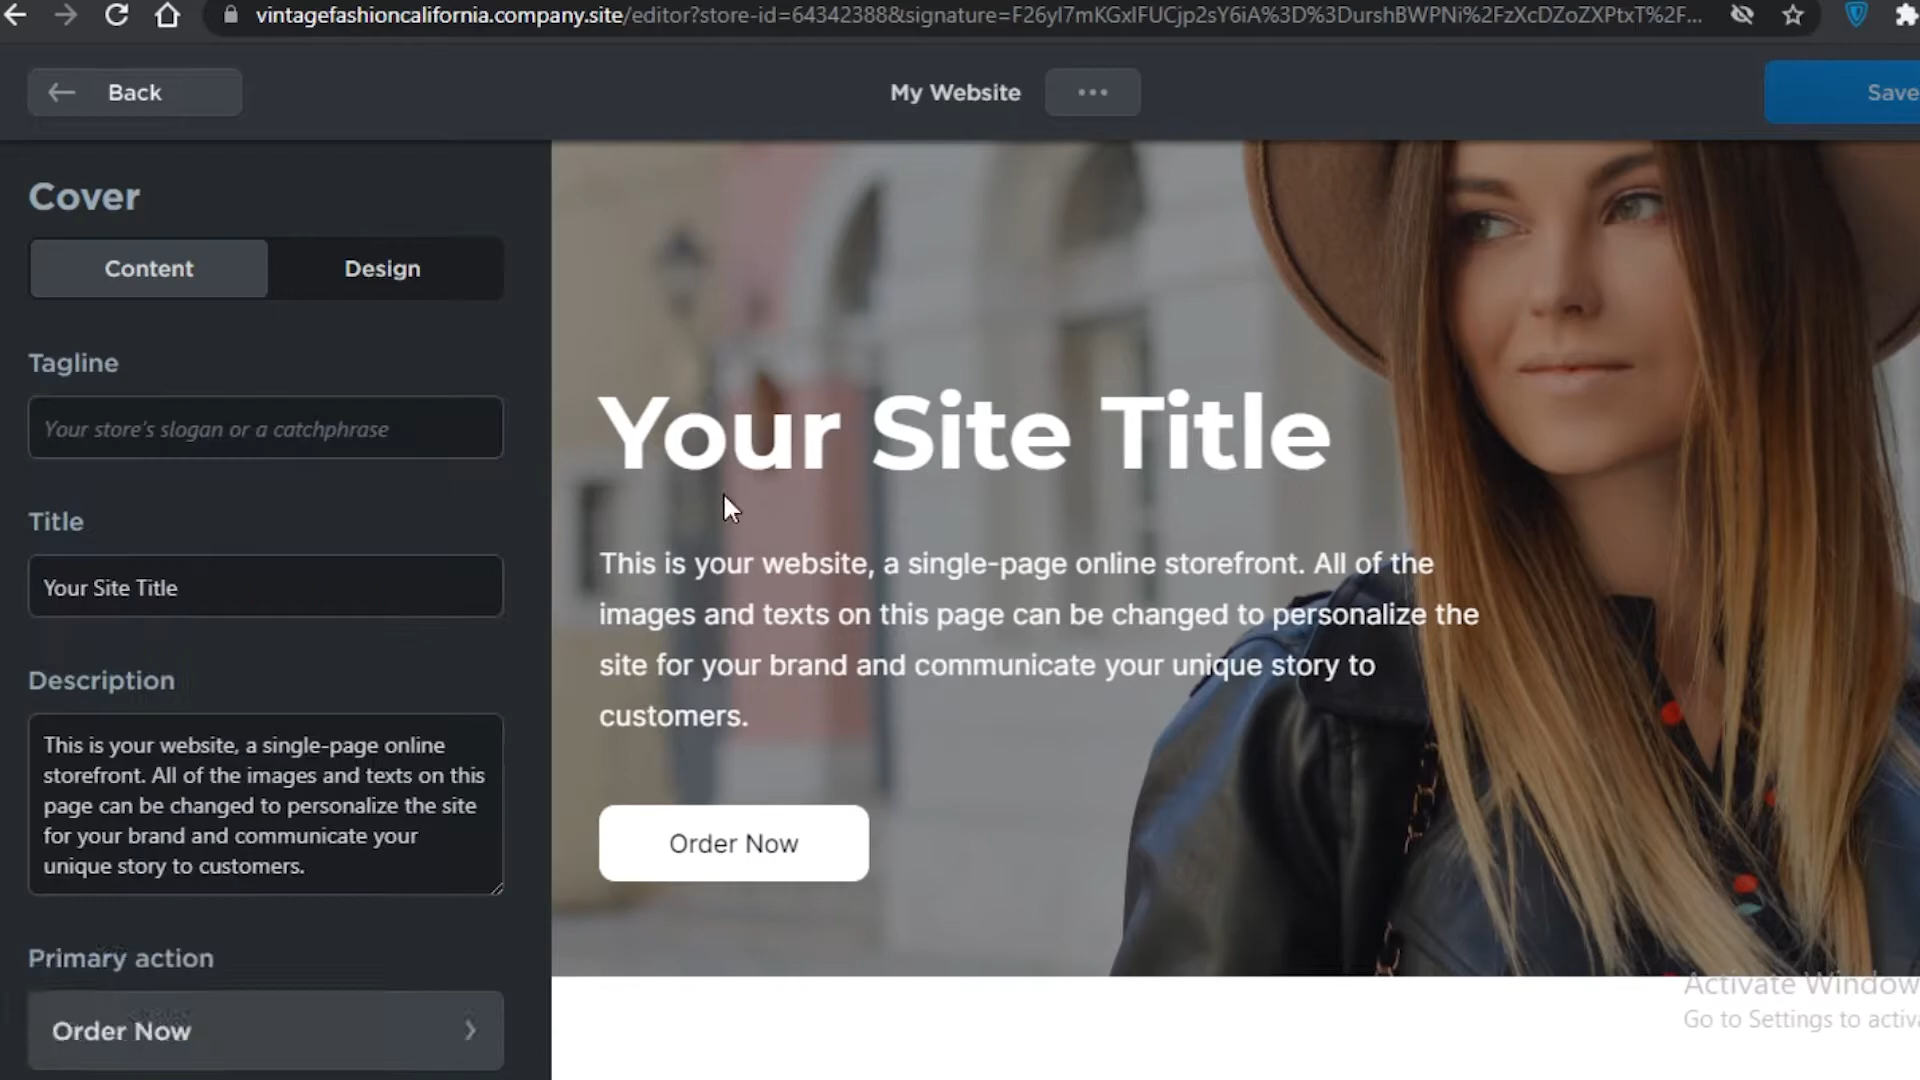 vintagefashioncalifornia.company.site/editor?store-id=64342388&signature=F26yl7mKGxIFUCjp2sY6iA%3D%3DurshBWPNi%2FzXcDZoZXPtxT%2F...
Back
My Website
...
Save
Cover
Content
Design
Tagline
Your store's slogan or a catchphrase
Title
Your Site Title
Description
This is your website, a single-page online
storefront. All of the images and texts on this
page can be changed to personalize the site
for your brand and communicate your
unique story to customers.
Primary action
Order Now
Your Site Title
This is your website, a single-page online storefront. All of the
images and texts on this page can be changed to personalize the
site for your brand and communicate your unique story to
customers.
Order Now
Activate Window
Go to Settings to activa